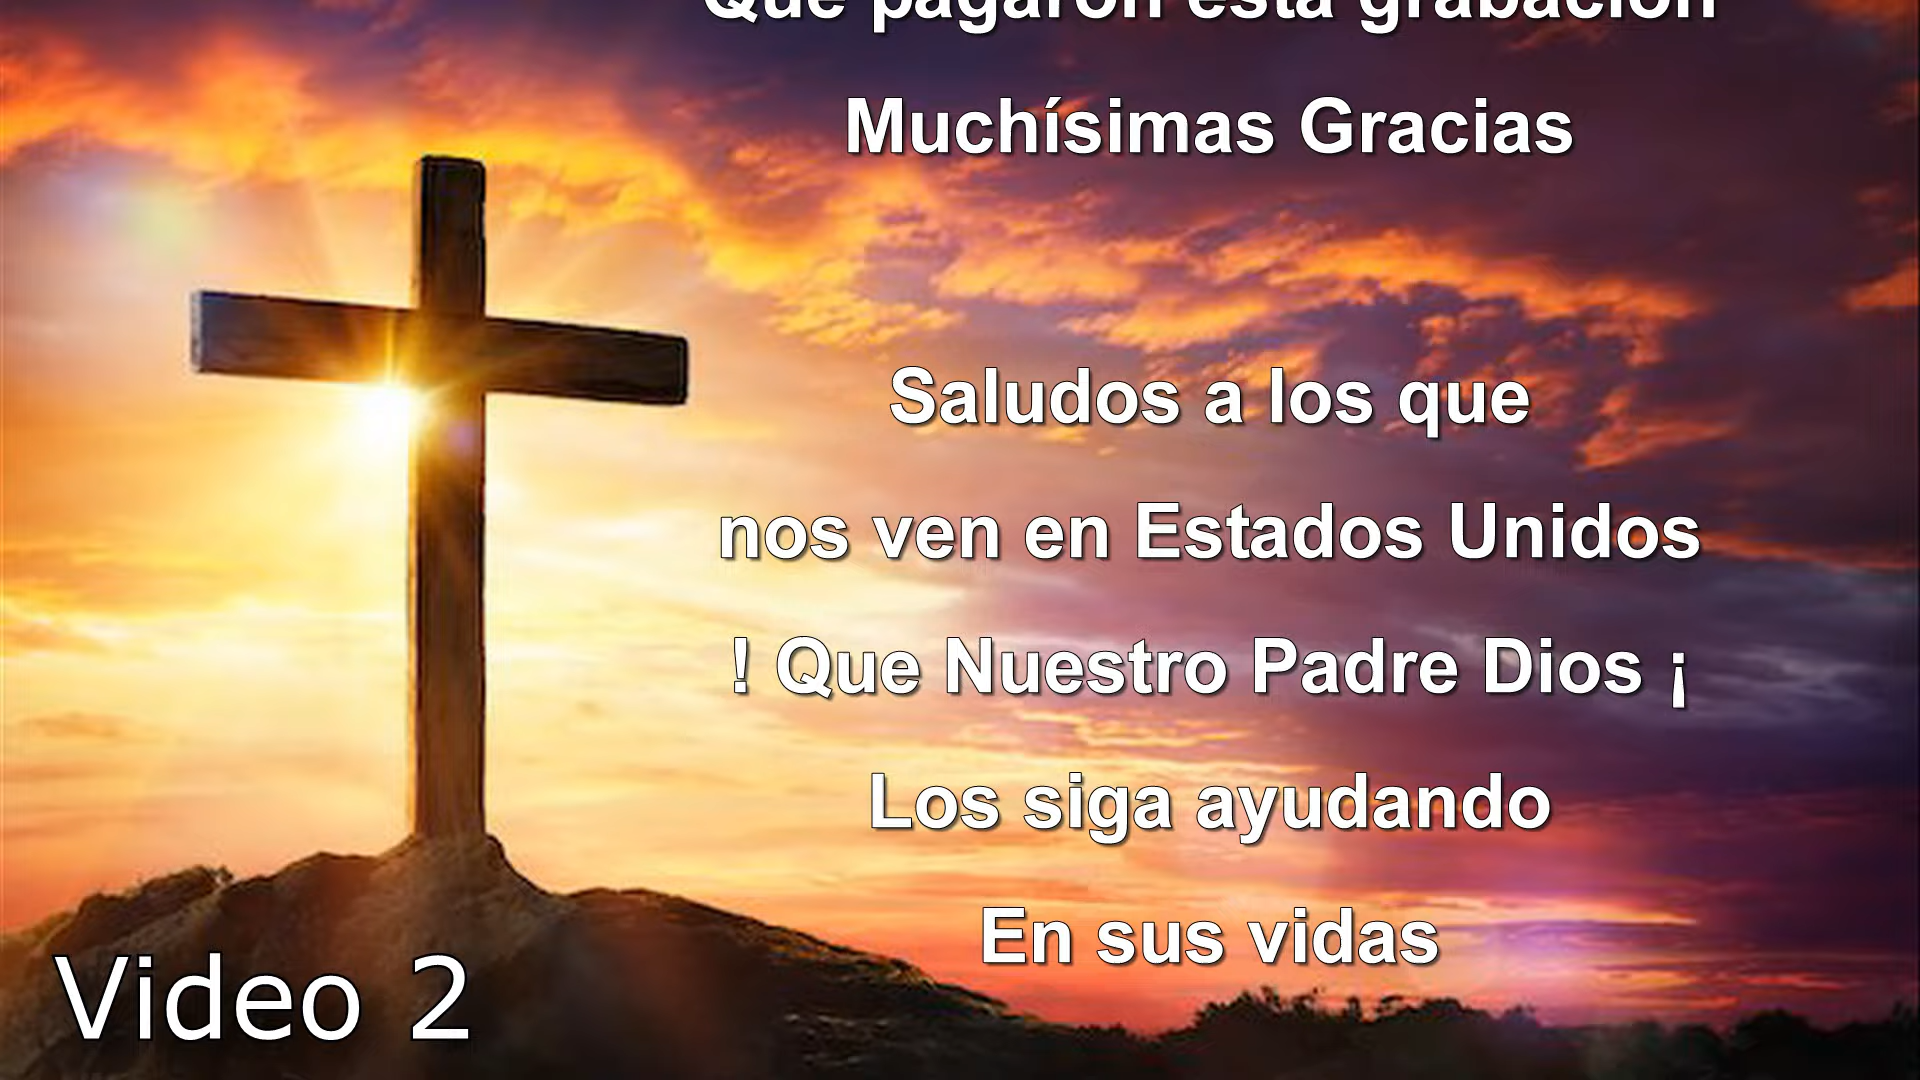 Que pagaron esta grabación
Muchísimas Gracias
Saludos a los que
nos ven en Estados Unidos
! Que Nuestro Padre Dios ¡
Los siga ayudando
En sus vidas
Video 2